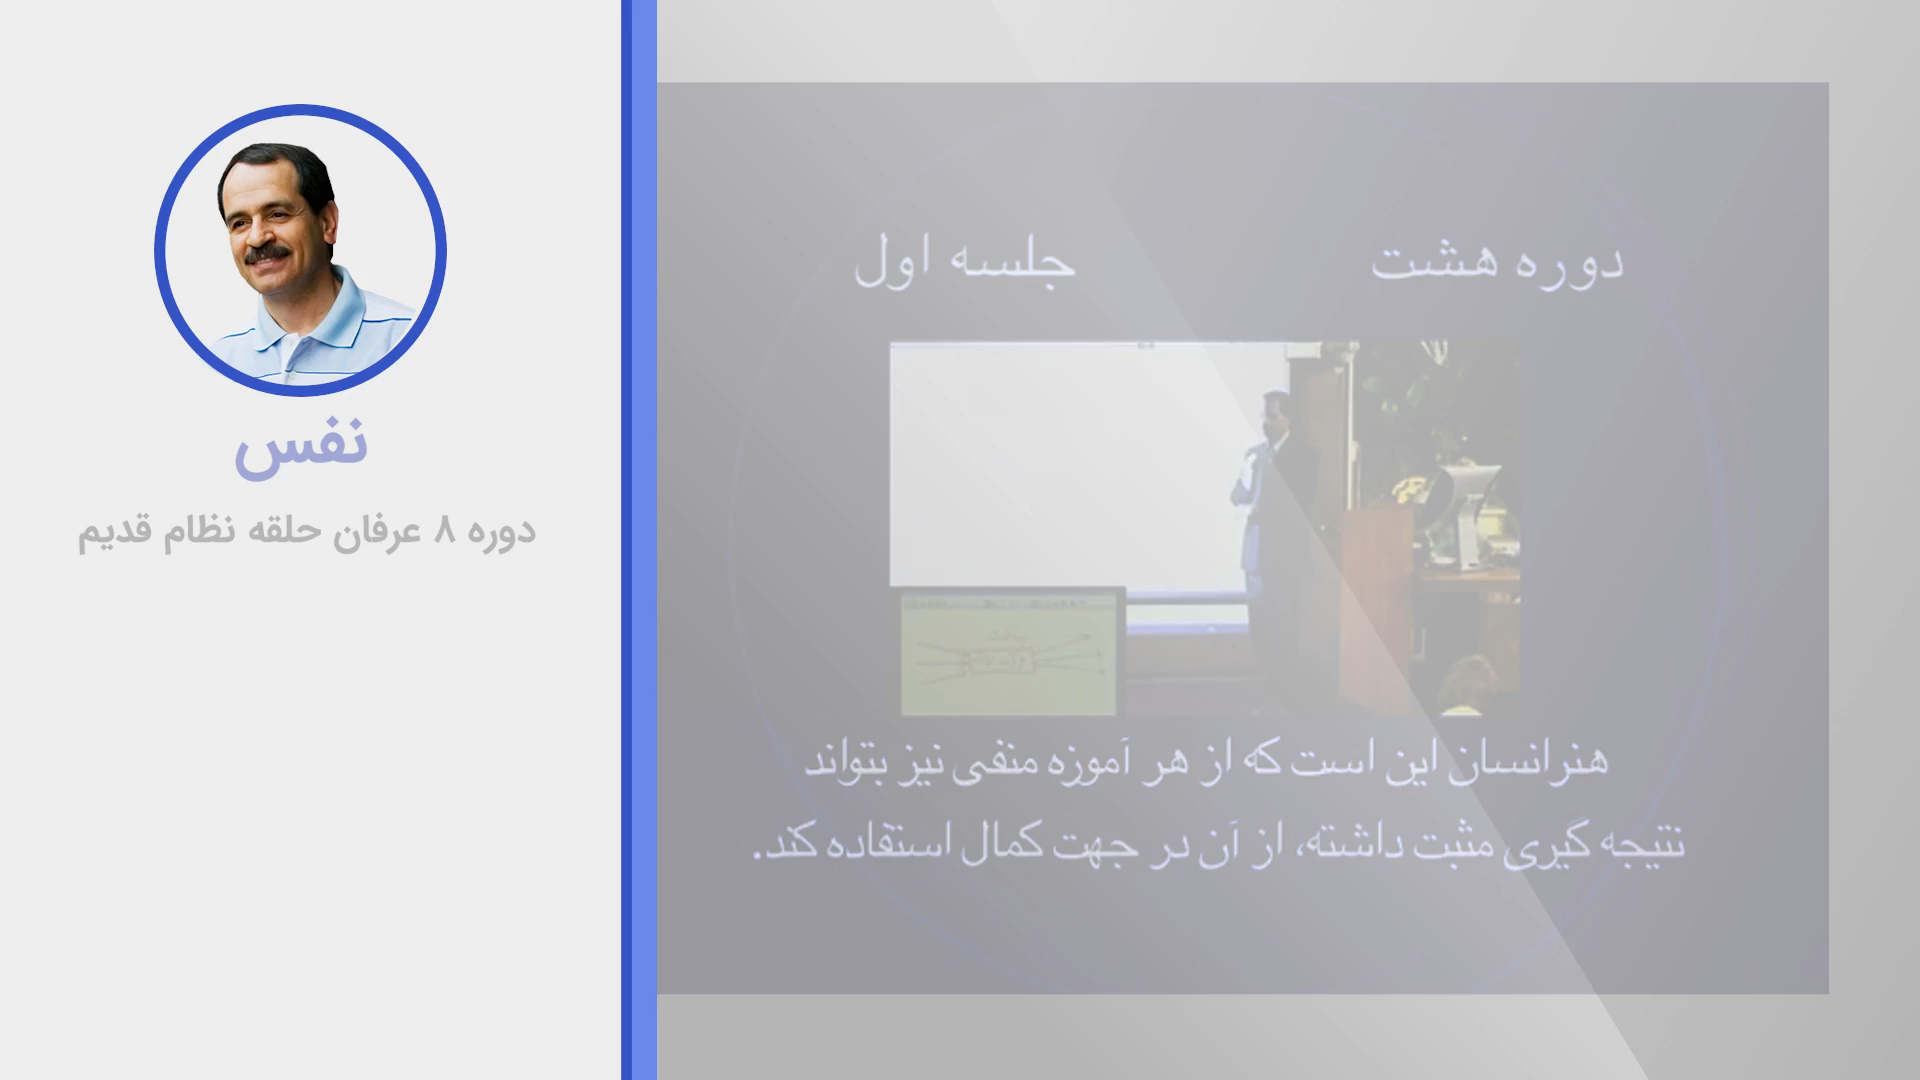 نفس
دوره ۸ عرفان حلقه نظام قدیم
دوره هشت
جلسه اول
هنرانسان این است که از هر آموزه منفی نیز بتواند
نتیجه گیری مثبت داشته، از آن در جهت کمال استفاده کند.